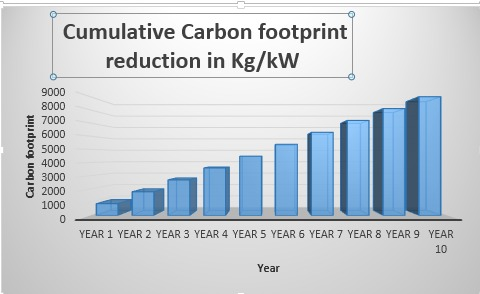 Cumulative Carbon footprint
reduction in Kg/kW
9000
8000
7000
6000
5000
4000
3000
2000
1000
0
Carbon footprint
YEAR 1 YEAR 2 YEAR 3 YEAR 4 YEAR 5 YEAR 6 YEAR 7 YEAR 8 YEAR 9 YEAR
10
Year